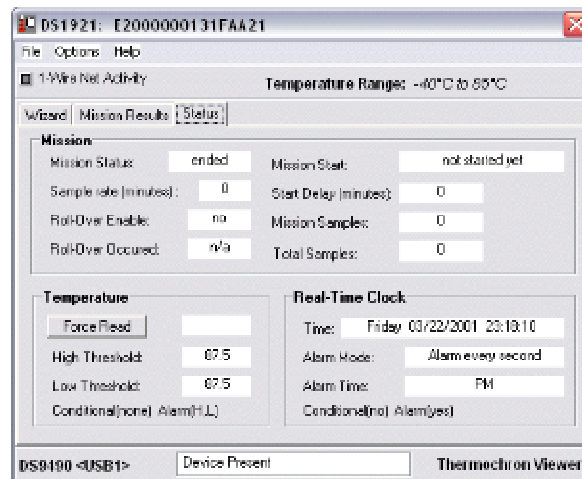 DS1921: E2000000131FAA21
File Options Help
1-Wire Net Activity
Temperature Range: -40°C to 85°C
Wizard Mission Results Status
Mission
Mission Status: ended
Mission Start: not started yet
Sample rate (minutes): 0
Start Delay (minutes): 0
Roll-Over Enable: no
Mission Samples: 0
Roll-Over Occured: n/a
Total Samples: 0
Temperature
Force Read
High Threshold: 87.5
Low Threshold: 87.5
Conditional(none) Alarm(H,L)
Real-Time Clock
Time: Friday 03/22/2001 23:18:10
Alarm Mode: Alarm every second
Alarm Time: PM
Conditional(no) Alarm(yes)
DS9490 <USB1>
Device Present
Thermochron Viewer